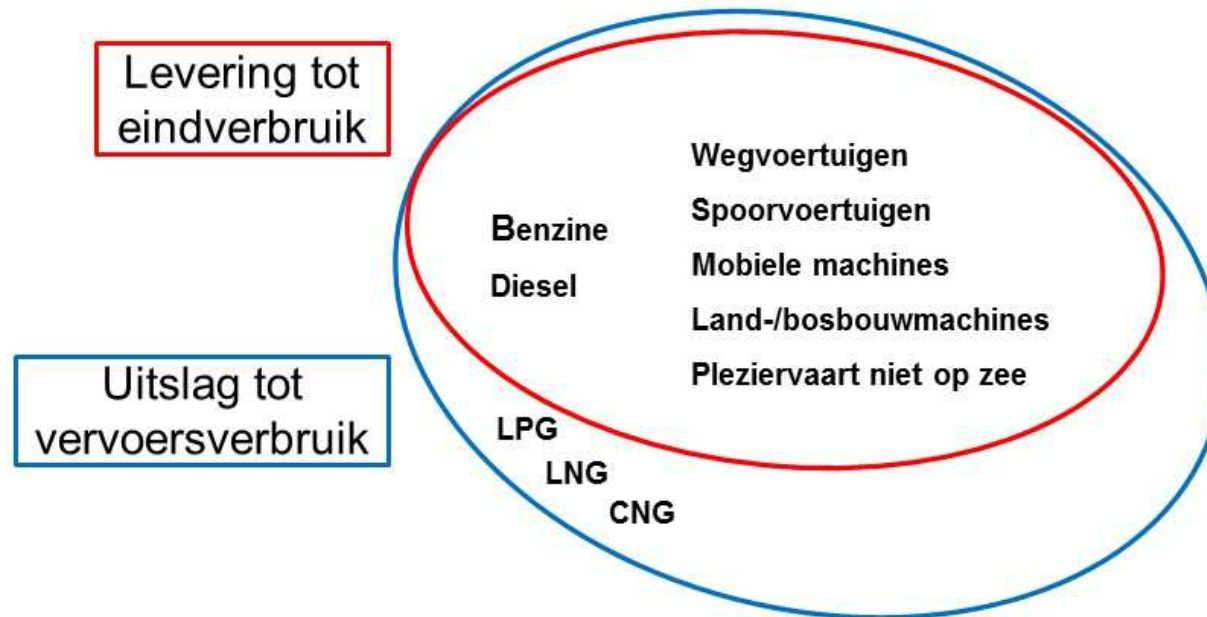 Levering tot
eindverbruik
Wegvoertuigen
Spoorvoertuigen
Benzine
Mobiele machines
Diesel
Land-/bosbouwmachines
Pleziervaart niet op zee
Uitslag tot
vervoersverbruik
LPG
LNG
CNG